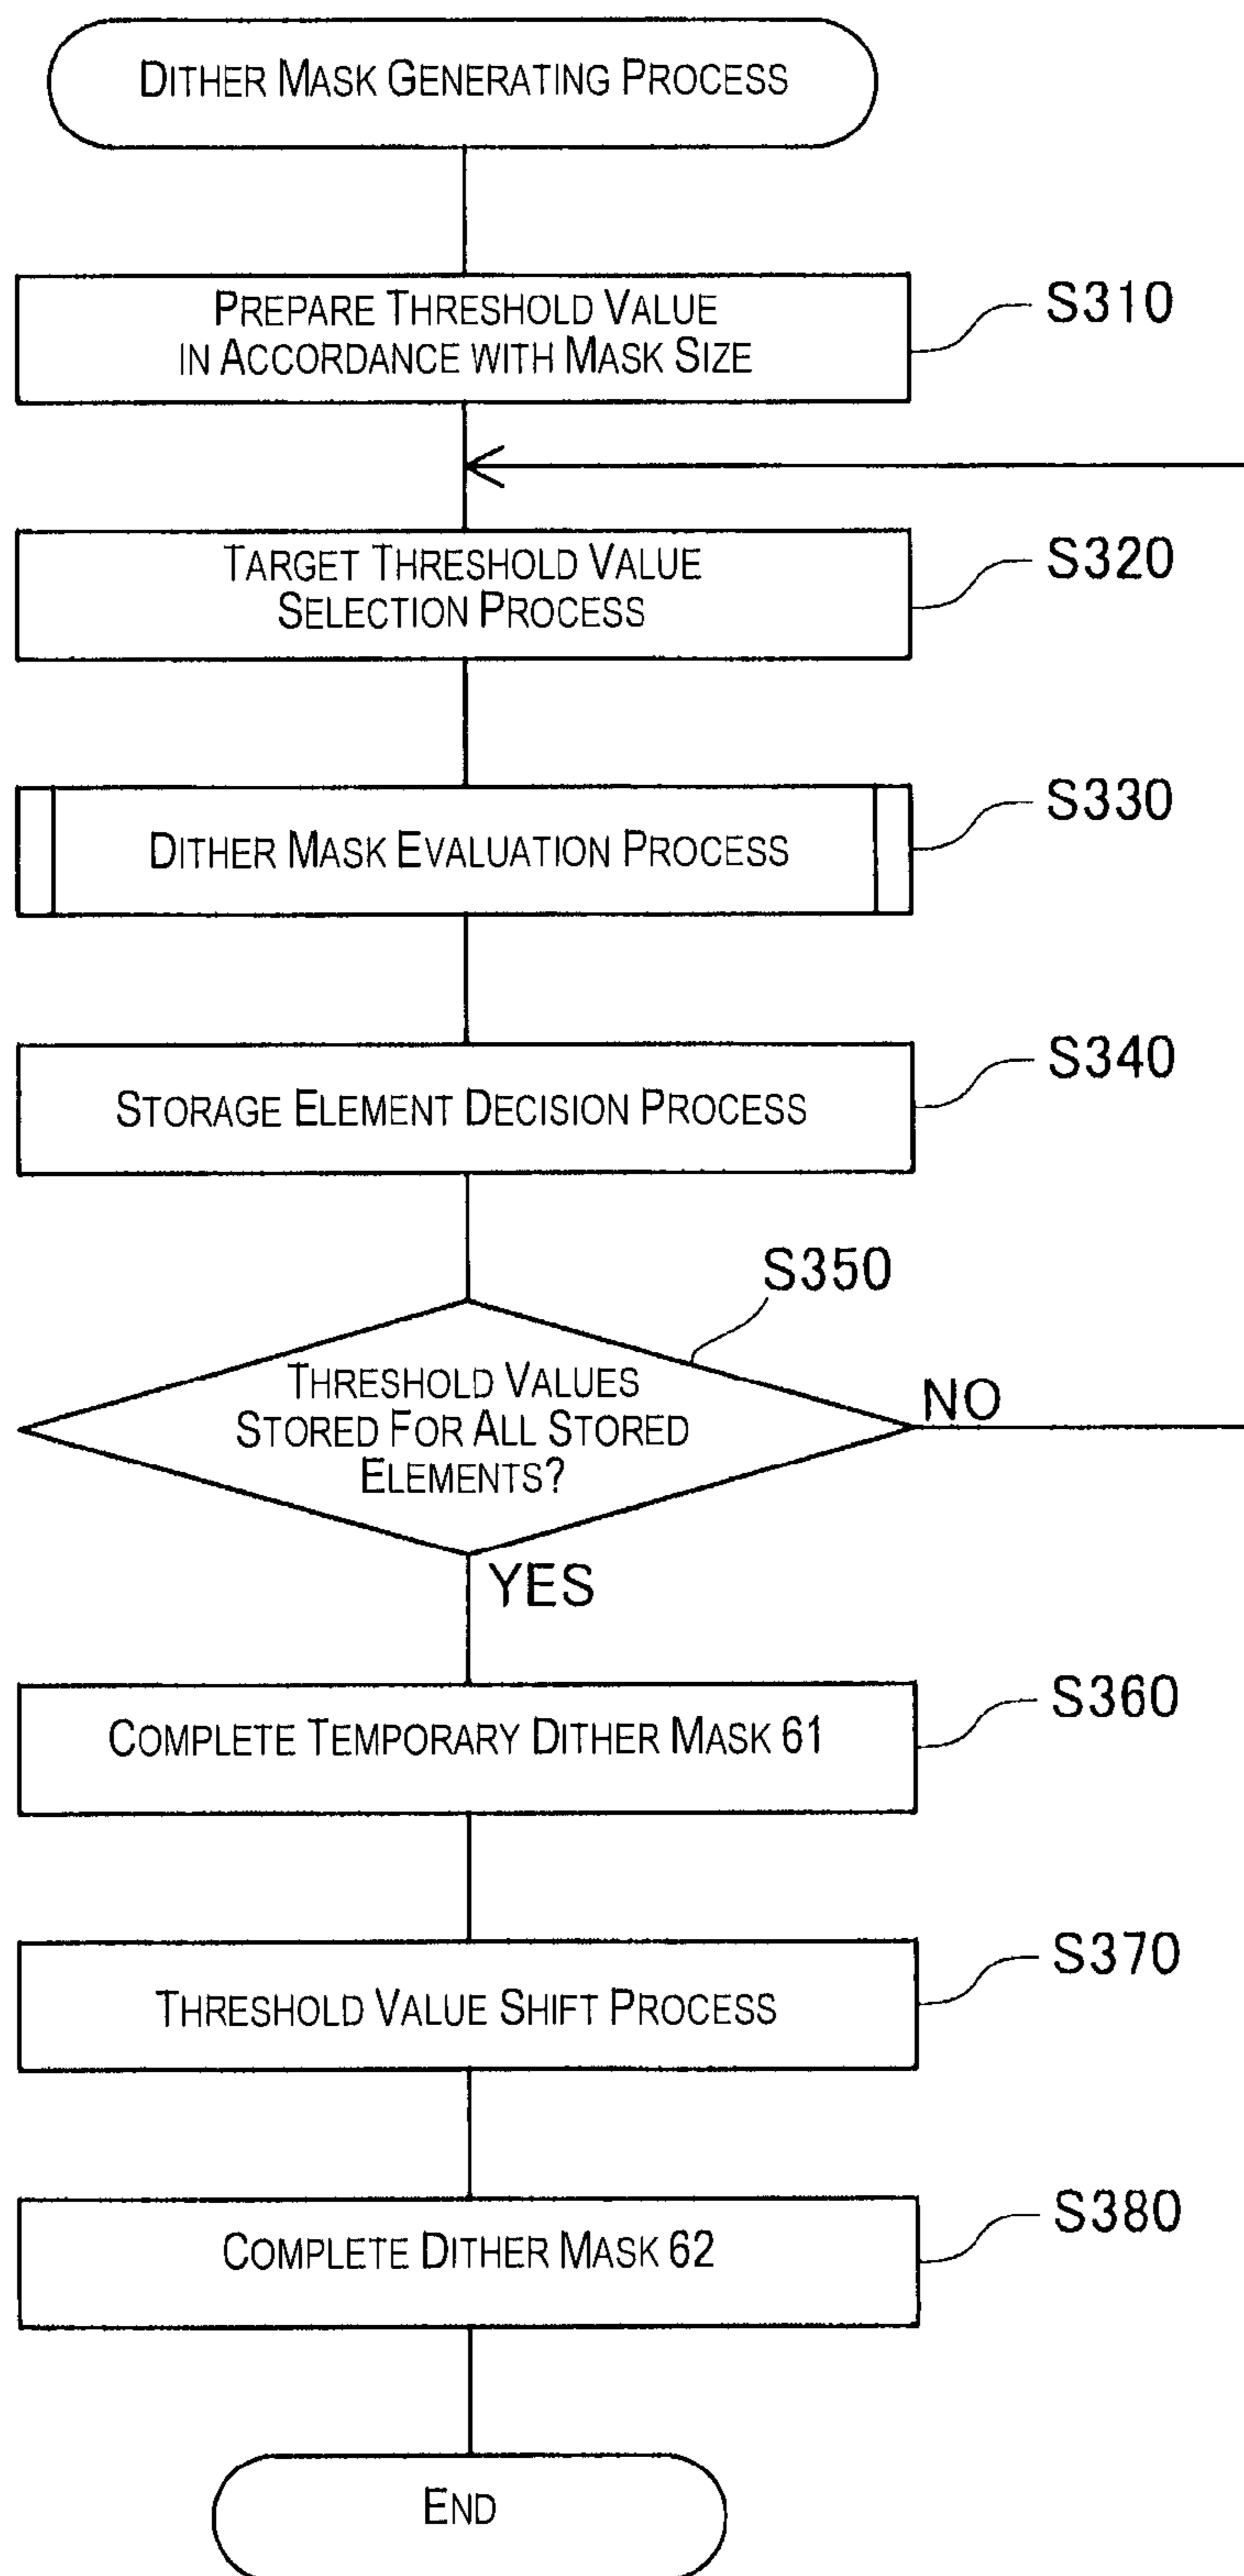 DITHER MASK GENERATING PROCESS
PREPARE THRESHOLD VALUE
IN ACCORDANCE WITH MASK SIZE
S310
TARGET THRESHOLD VALUE
SELECTION PROCESS
S320
DITHER MASK EVALUATION PROCESS
S330
STORAGE ELEMENT DECISION PROCESS
S340
S350
THRESHOLD VALUES
STORED FOR ALL STORED
ELEMENTS?
NO
YES
COMPLETE TEMPORARY DITHER MASK 61
S360
THRESHOLD VALUE SHIFT PROCESS
S370
COMPLETE DITHER MASK 62
S380
END